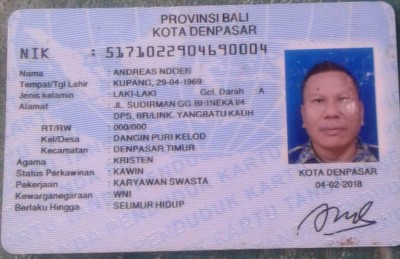 PROVINSI BALI
KOTA DENPASAR
NIK : 5171022904690004
Nama : ANDREAS NDOEN
Tempat/Tgl Lahir : KUPANG, 29-04-1969
Jenis kelamin : LAKI-LAKI Gol. Darah A
Alamat : JL. SUDIRMAN GG.BHINEKA I/4
DPS, BR/LINK. YANGBATU KAUH
RT/RW : 000/000
Kel/Desa : DANGIN PURI KELOD
Kecamatan : DENPASAR TIMUR
Agama : KRISTEN
Status Perkawinan : KAWIN
Pekerjaan : KARYAWAN SWASTA
Kewarganegaraan : WNI
Berlaku Hingga : SEUMUR HIDUP
KOTA DENPASAR
04-02-2018